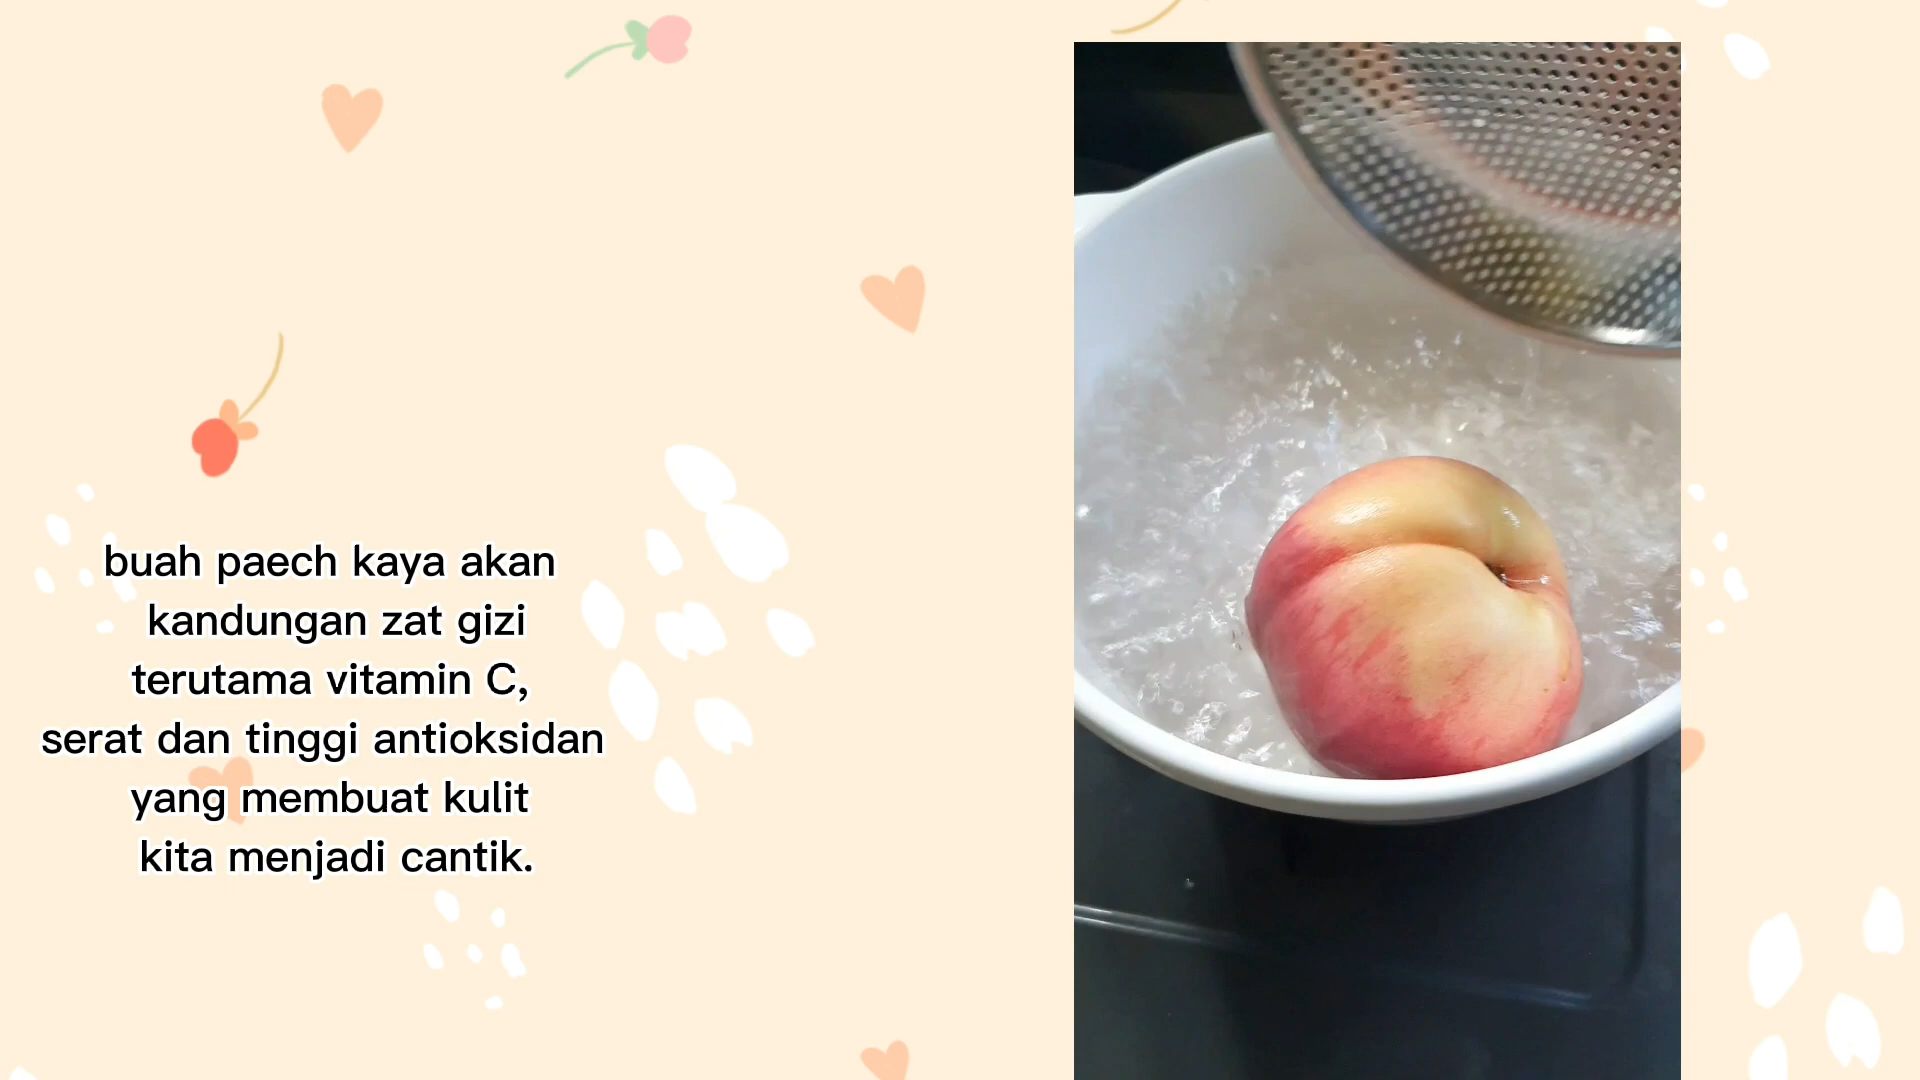 buah paech kaya akan
kandungan zat gizi
terutama vitamin C,
serat dan tinggi antioksidan
yang membuat kulit
kita menjadi cantik.